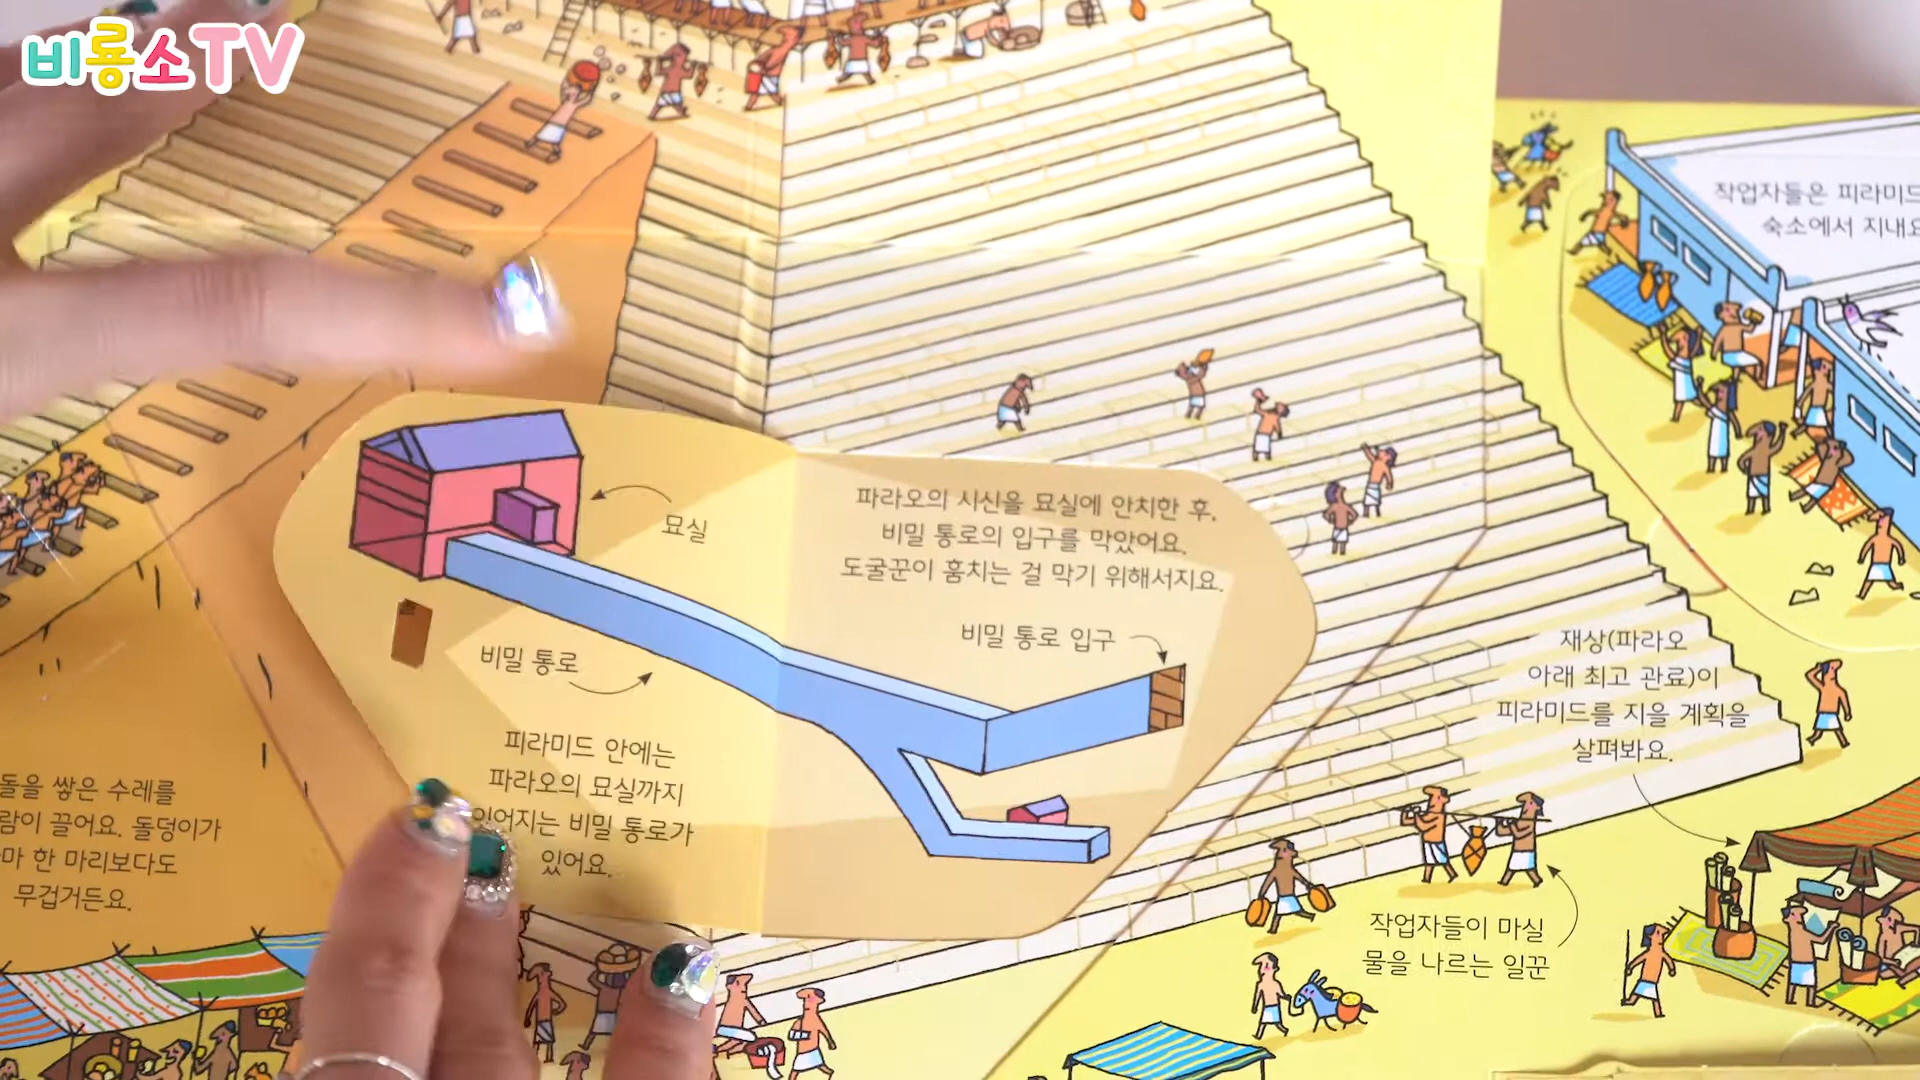 비룡소TV
작업자들은 피라미드
숙소에서 지내요
묘실
파라오의 시신을 묘실에 안치한 후,
비밀 통로의 입구를 막았어요.
도굴꾼이 훔치는 걸 막기 위해서지요.
비밀 통로 입구
비밀 통로
피라미드 안에는
파라오의 묘실까지
이어지는 비밀 통로가
있어요.
재상(파라오
아래 최고 관료)이
피라미드를 지을 계획을
살펴봐요.
돌을 쌓은 수레를
람이 끌어요. 돌덩이가
마 한 마리보다도
무겁거든요.
작업자들이 마실
물을 나르는 일꾼